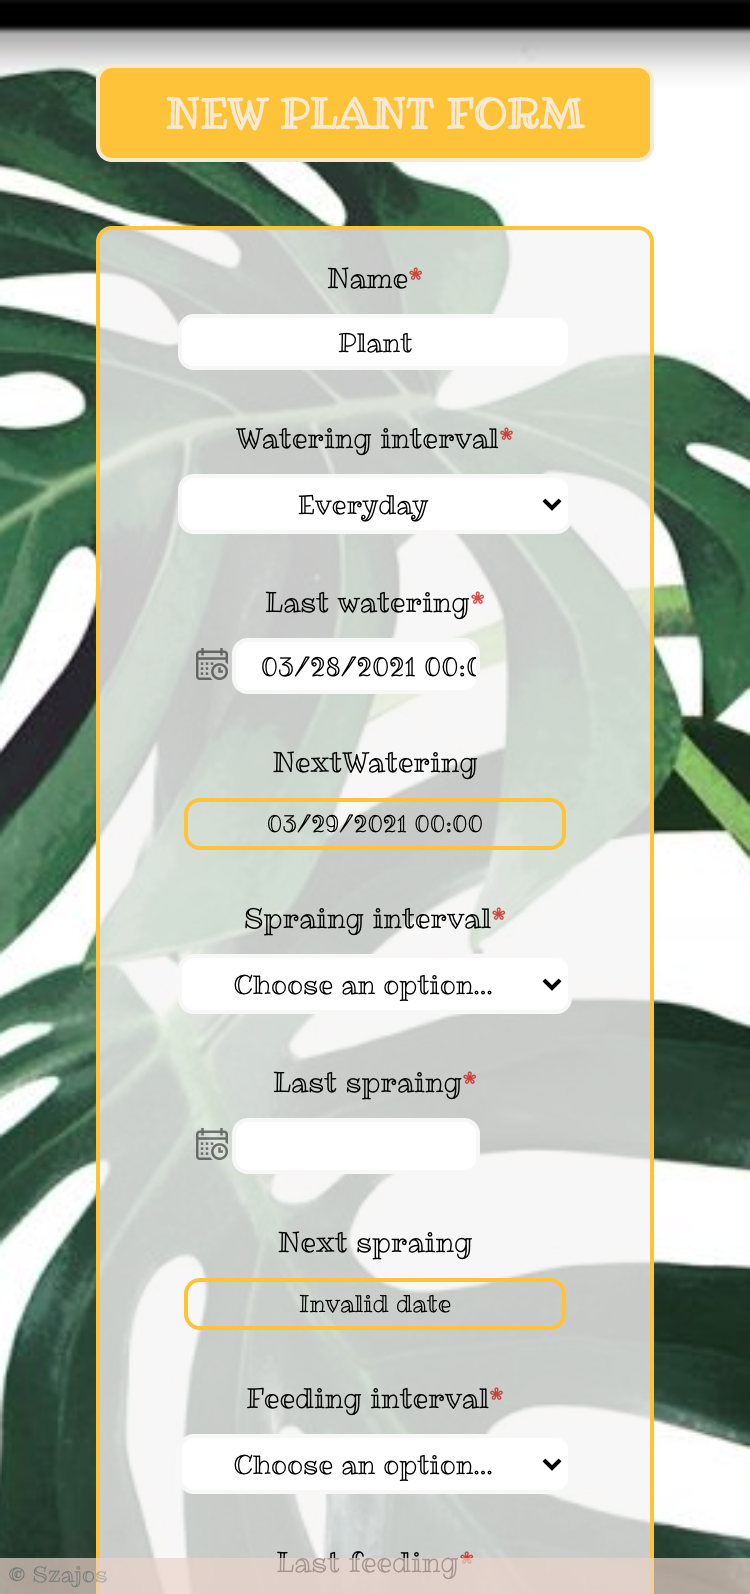 NEW PLANT FORM
Name*
Plant
Watering interval*
Everyday
Last watering*
03/28/2021 00:0
NextWatering
03/29/2021 00:00
Spraing interval*
Choose an option...
Last spraing*
Next spraing
Invalid date
Feeding interval*
Choose an option...
Last feeding*
© Szajos